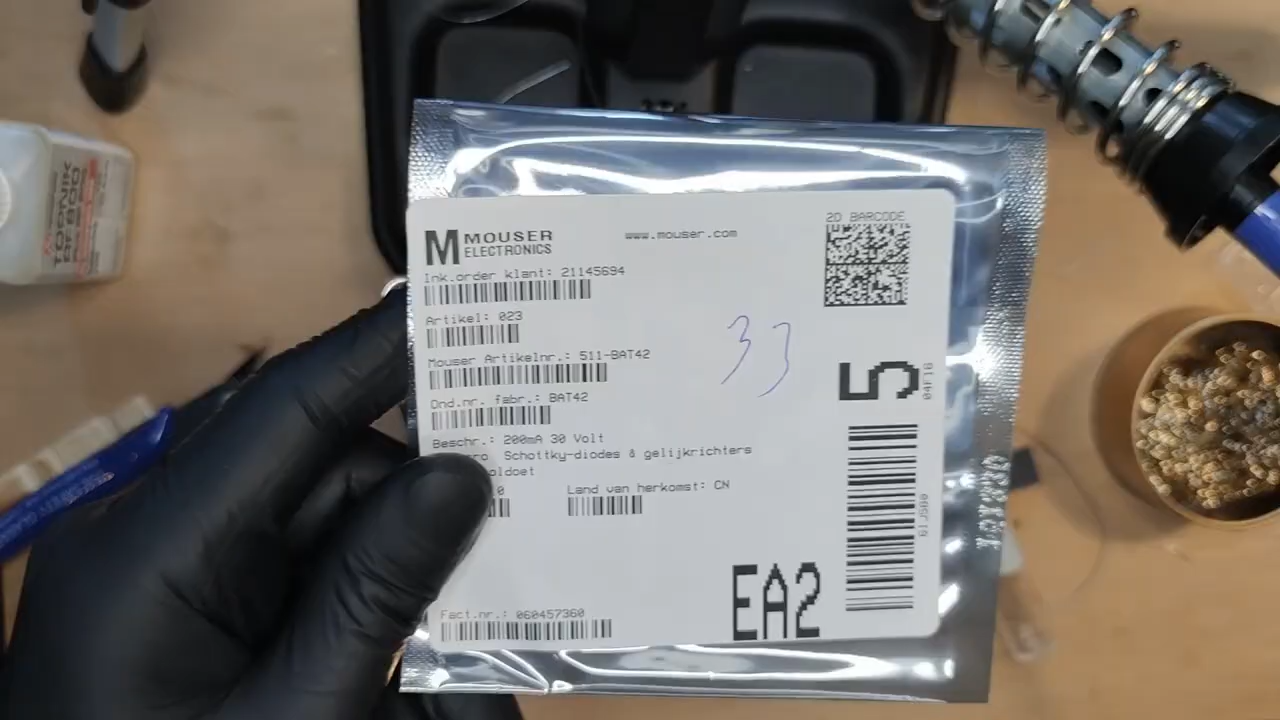 MOUSER
ELECTRONICS
www.mouser.com
2D BARCODE
Ink.order klant: 21145694
Artikel: 023
Mouser Artikelnr.: 511-BAT42
Ond.nr. fabr.: BAT42
Beschr.: 200mA 30 Volt
Schottky-diodes & gelijkrichters
Land van herkomst: CN
33
5
EA2
Fact.nr.: 060457360